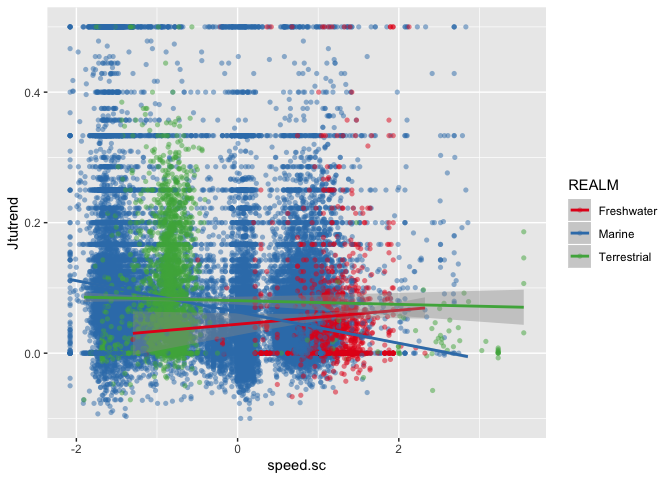 0.4
0.2
0.0
Jtutrend
-2
0
2
speed.sc
REALM
Freshwater
Marine
Terrestrial